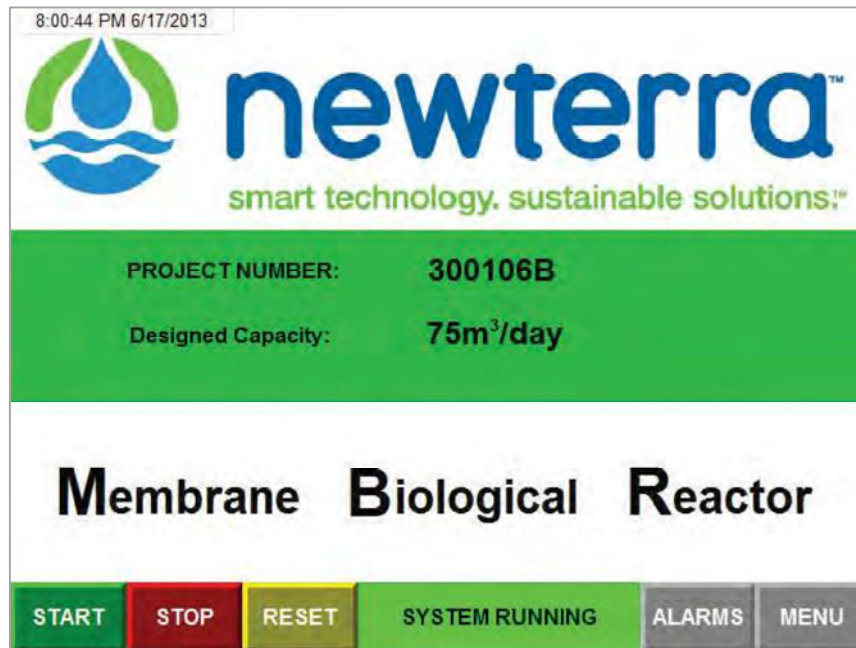 8:00:44 PM 6/17/2013
newterra™
smart technology. sustainable solutions.™
PROJECT NUMBER: 300106B
Designed Capacity: 75m³/day
Membrane Biological Reactor
START STOP RESET SYSTEM RUNNING ALARMS MENU